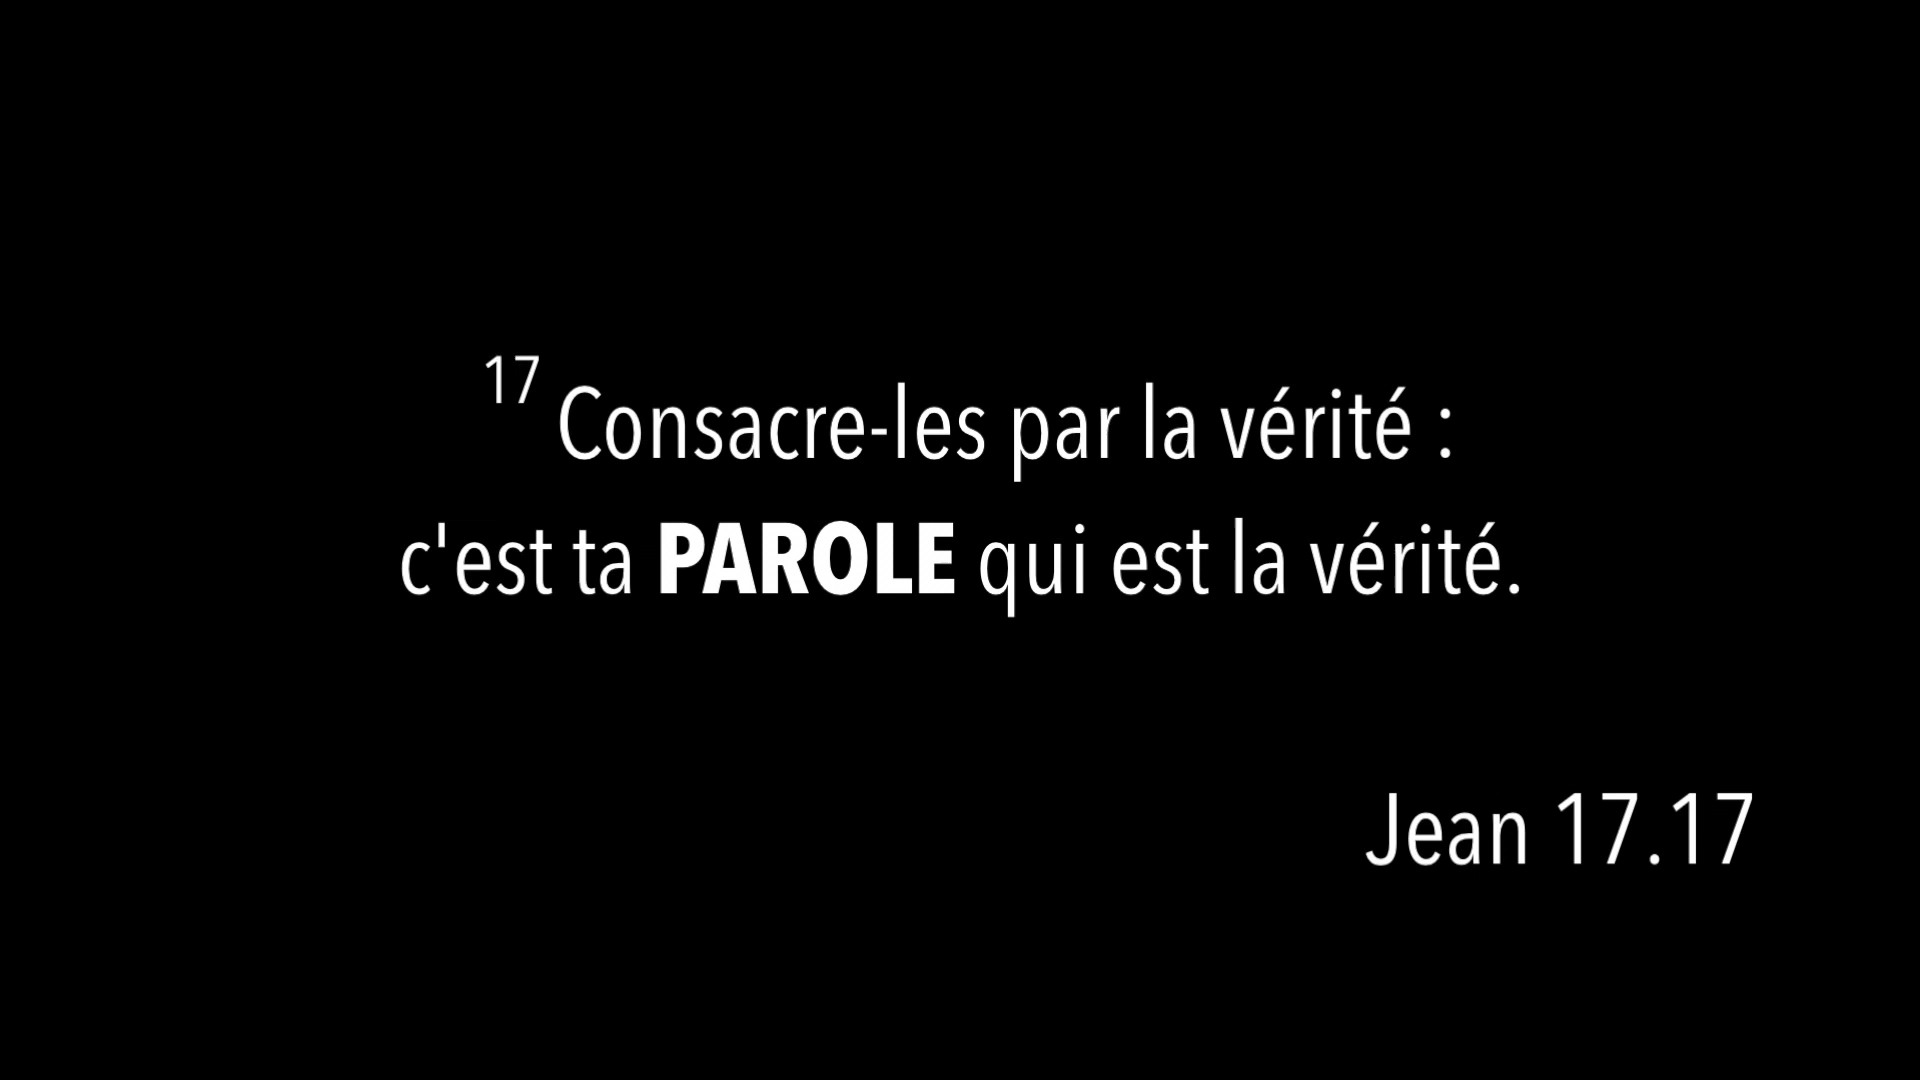 17 Consacre-les par la vérité :
c'est ta PAROLE qui est la vérité.
Jean 17.17